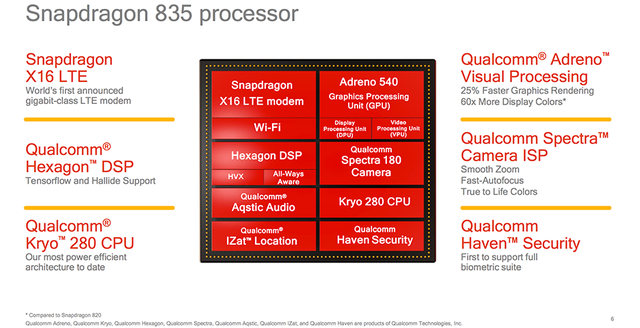 Snapdragon 835 processor
Snapdragon
X16 LTE
World's first announced
gigabit-class LTE modem
Qualcomm®
Hexagon™ DSP
Tensorflow and Hallide Support
Qualcomm®
Kryo™ 280 CPU
Our most power efficient
architecture to date
Snapdragon
X16 LTE modem
Adreno 540
Graphics Processing
Unit (GPU)
Wi-Fi
Display
Processing Unit
(DPU)
Video
Processing Unit
(VPU)
Hexagon DSP
HVX
All-Ways
Aware
Qualcomm
Spectra 180
Camera
Qualcomm®
Aqstic Audio
Kryo 280 CPU
Qualcomm®
IZat™ Location
Qualcomm
Haven Security
Qualcomm® Adreno™
Visual Processing
25% Faster Graphics Rendering
60x More Display Colors*
Qualcomm Spectra™
Camera ISP
Smooth Zoom
Fast-Autofocus
True to Life Colors
Qualcomm
Haven™ Security
First to support full
biometric suite
* Compared to Snapdragon 820
Qualcomm Adreno, Qualcomm Kryo, Qualcomm Hexagon, Qualcomm Spectra, Qualcomm Aqstic, Qualcomm IZat, and Qualcomm Haven are products of Qualcomm Technologies, Inc.
6